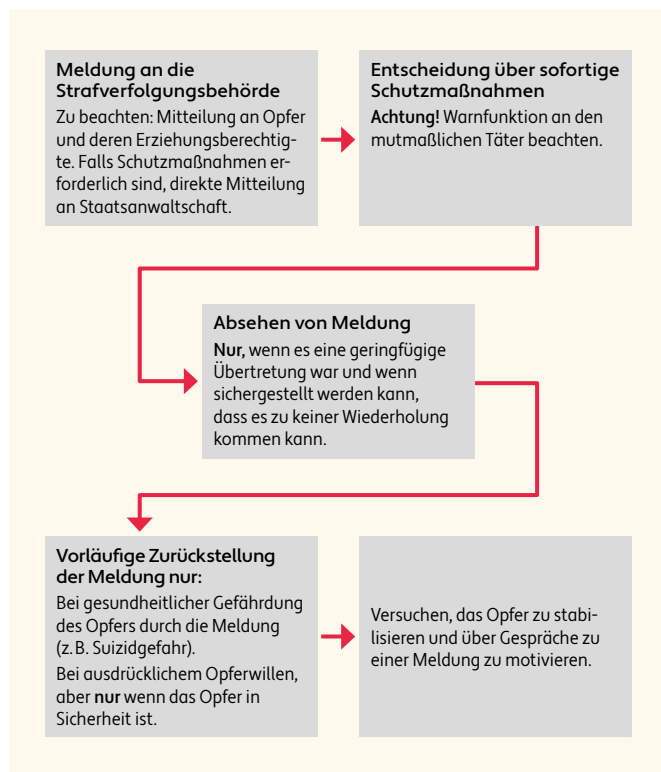 Meldung an die
Strafverfolgungsbehörde
Zu beachten: Mitteilung an Opfer
und deren Erziehungsberechtig-
te. Falls Schutzmaßnahmen er-
forderlich sind, direkte Mitteilung
an Staatsanwaltschaft.
Entscheidung über sofortige
Schutzmaßnahmen
Achtung! Warnfunktion an den
mutmaßlichen Täter beachten.
Absehen von Meldung
Nur, wenn es eine geringfügige
Übertretung war und wenn
sichergestellt werden kann,
dass es zu keiner Wiederholung
kommen kann.
Vorläufige Zurückstellung
der Meldung nur:
Bei gesundheitlicher Gefährdung
des Opfers durch die Meldung
(z. B. Suizidgefahr).
Bei ausdrücklichem Opferwillen,
aber nur wenn das Opfer in
Sicherheit ist.
Versuchen, das Opfer zu stabi-
lisieren und über Gespräche zu
einer Meldung zu motivieren.